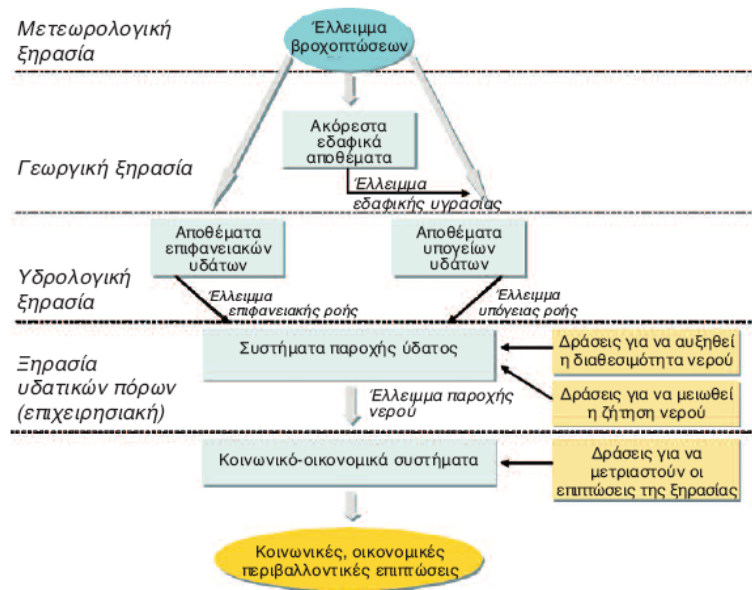 Μετεωρολογική
ξηρασία
Έλλειμμα
βροχοπτώσεων
Ακόρεστα
εδαφικά
αποθέματα
Γεωργική ξηρασία
Έλλειμμα
εδαφικής υγρασίας
Αποθέματα
επιφανειακών
υδάτων
Αποθέματα
υπογείων
υδάτων
Υδρολογική
ξηρασία
Έλλειμμα
επιφανειακής ροής
Έλλειμμα
υπόγειας ροής
Συστήματα παροχής ύδατος
Δράσεις για να αυξηθεί
η διαθεσιμότητα νερού
Ξηρασία
υδατικών πόρων
(επιχειρησιακή)
Έλλειμμα παροχής
νερού
Δράσεις για να μειωθεί
η ζήτηση νερού
Κοινωνικό-οικονομικά συστήματα
Δράσεις για να
μετριαστούν οι
επιπτώσεις της ξηρασίας
Κοινωνικές, οικονομικές
περιβαλλοντικές επιπτώσεις